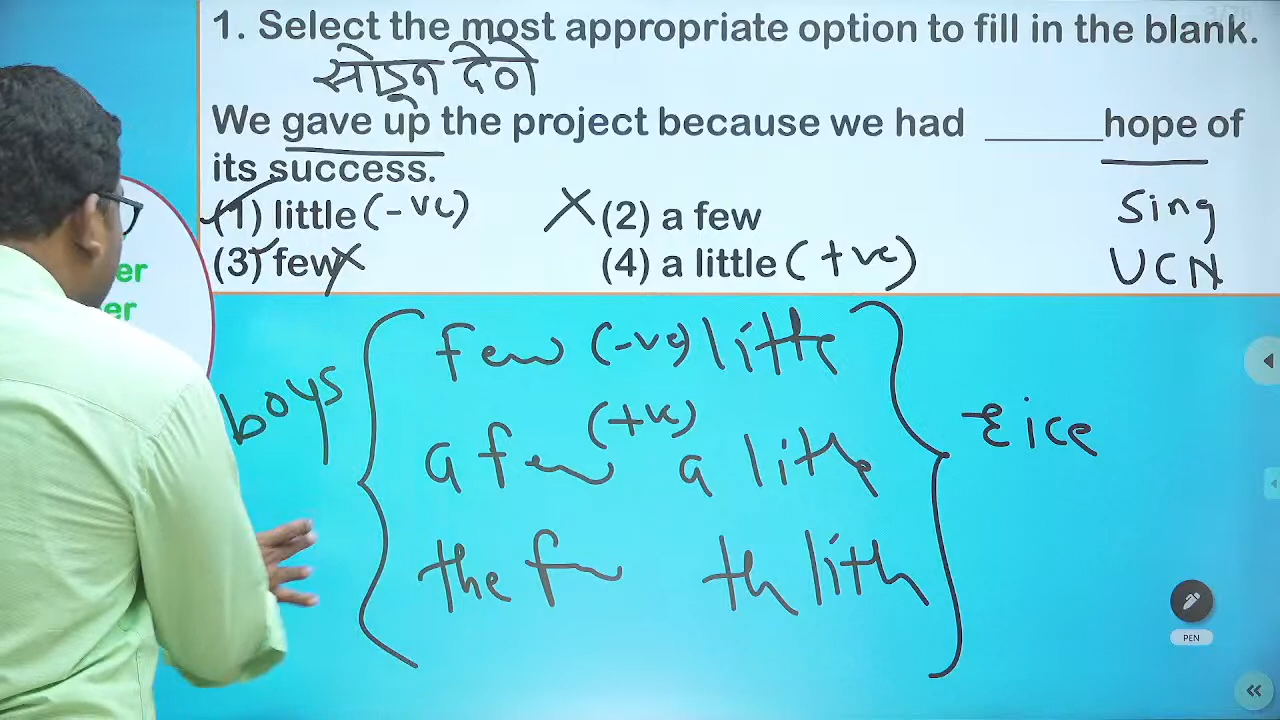 1. Select the most appropriate option to fill in the blank.
सोडून देणे
We gave up the project because we had ______ hope of
its success.
(1) little (-ve) (2) a few Sing
(3) few (4) a little (+ve) UCN
er
er
few (-ve) little
boys rice
a few (+ve) a little
the few the little
PEN